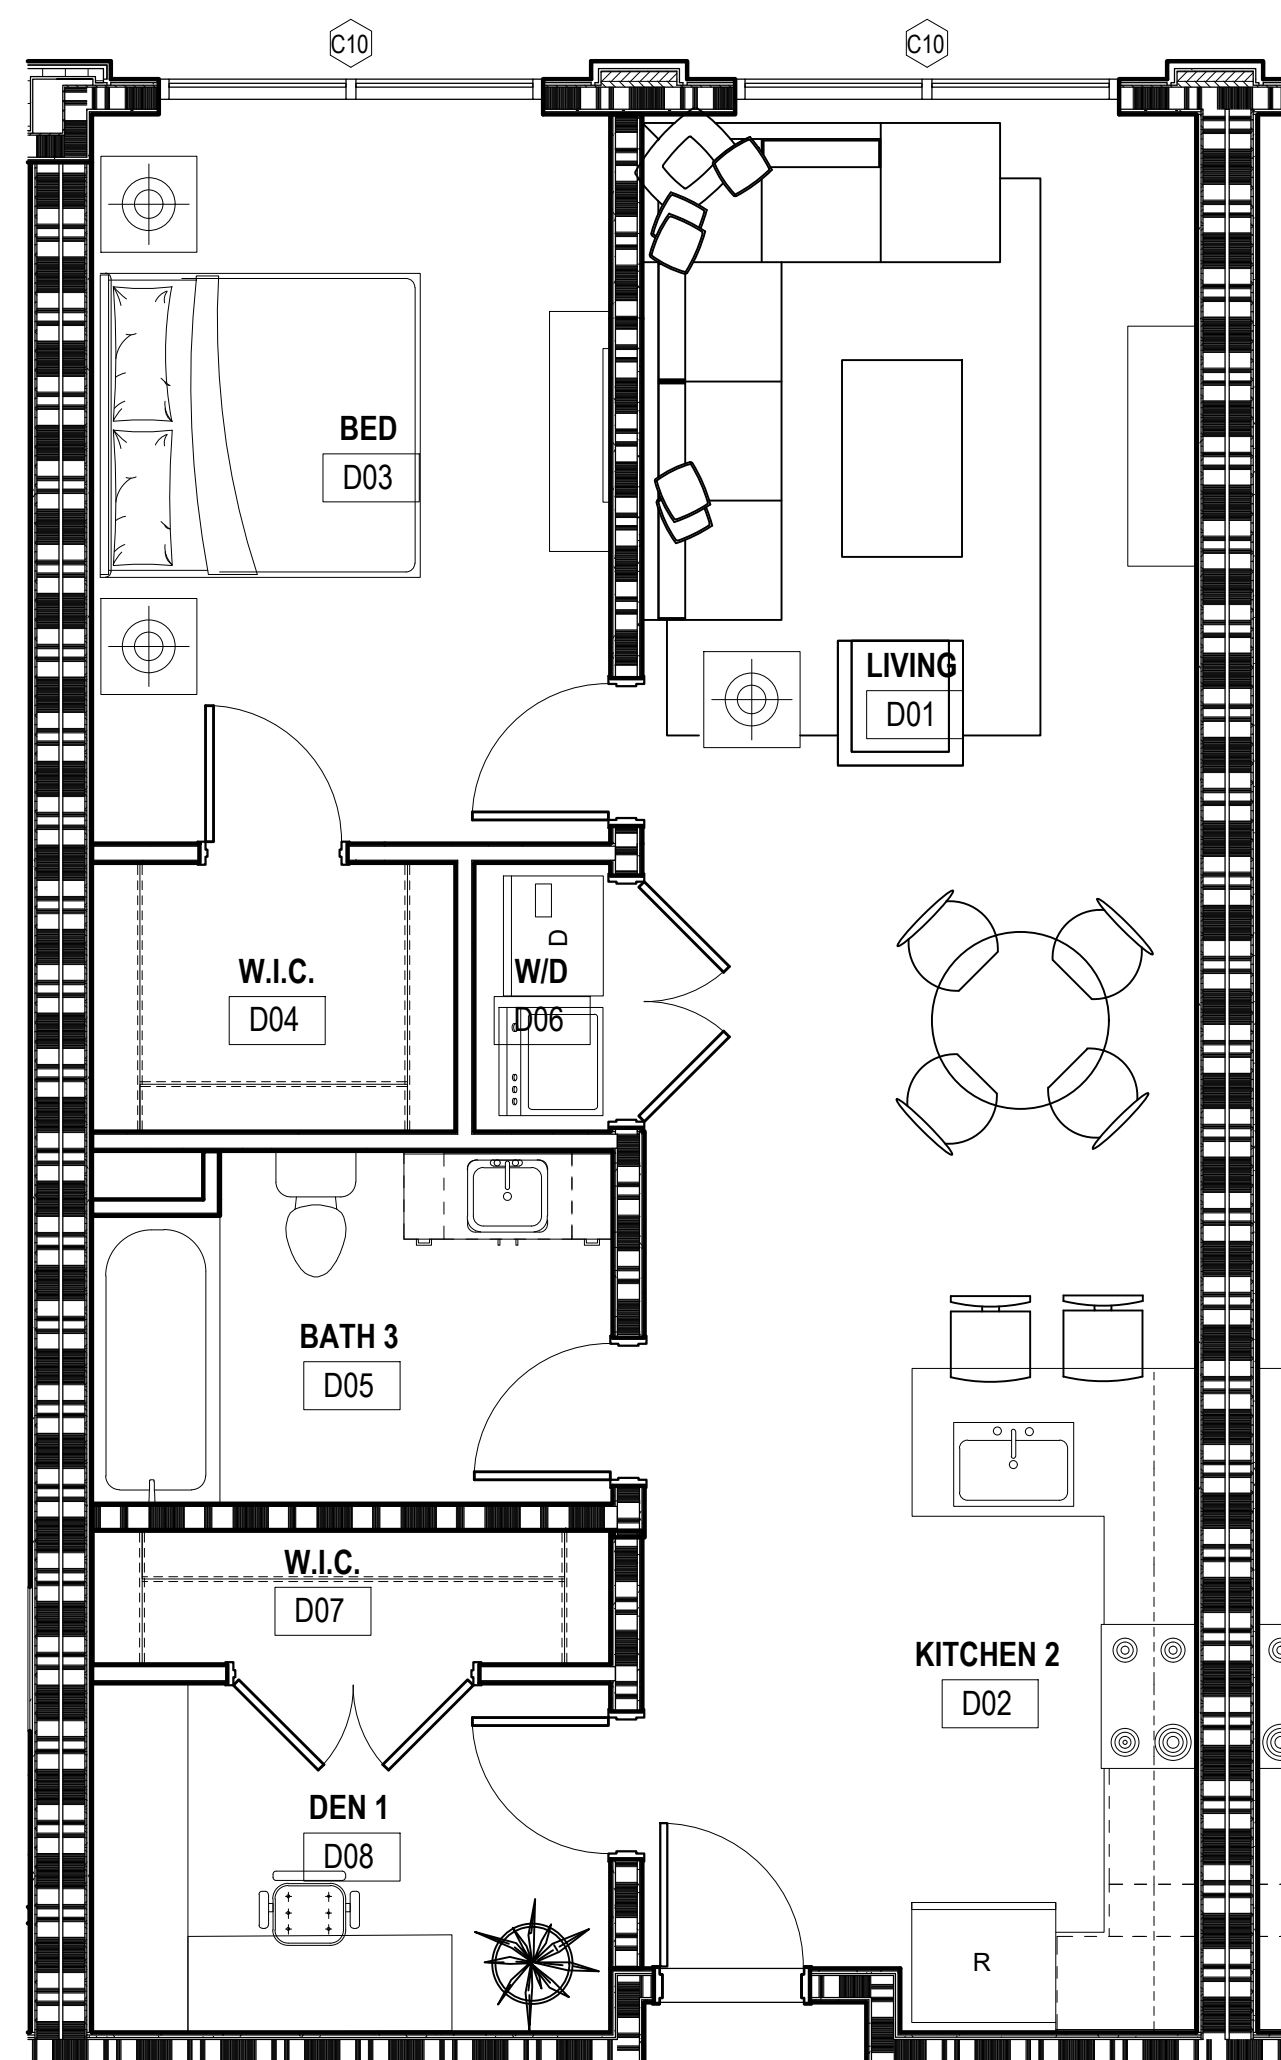 C10
C10
BED
D03
LIVING
D01
D
W.I.C.
D04
W/D
D06
BATH 3
D05
W.I.C.
D07
KITCHEN 2
D02
DEN 1
D08
R